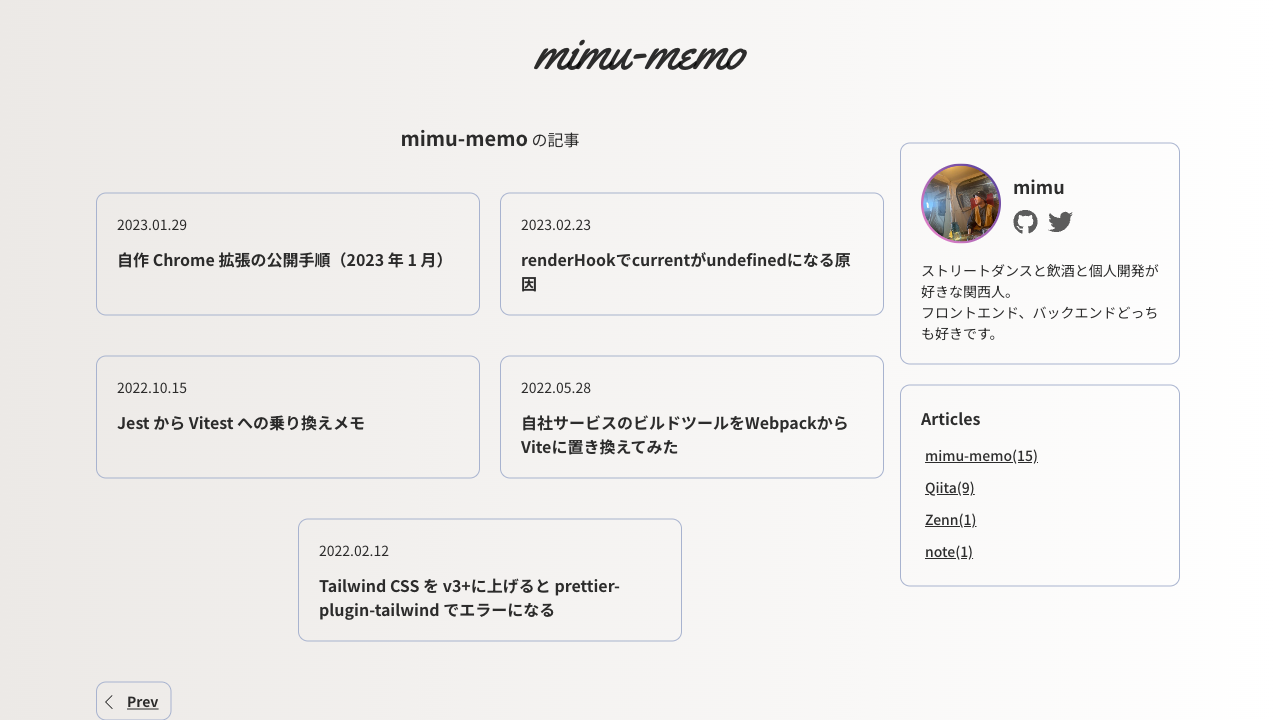 mimu-memo
mimu-memo の記事
2023.01.29
自作 Chrome 拡張の公開手順（2023 年 1 月）
2023.02.23
renderHookでcurrentがundefinedになる原
因
2022.10.15
Jest から Vitest への乗り換えメモ
2022.05.28
自社サービスのビルドツールをWebpackから
Viteに置き換えてみた
2022.02.12
Tailwind CSS を v3+に上げると prettier-
plugin-tailwind でエラーになる
Prev
mimu
ストリートダンスと飲酒と個人開発が
好きな関西人。
フロントエンド、バックエンドどっち
も好きです。
Articles
mimu-memo(15)
Qiita(9)
Zenn(1)
note(1)